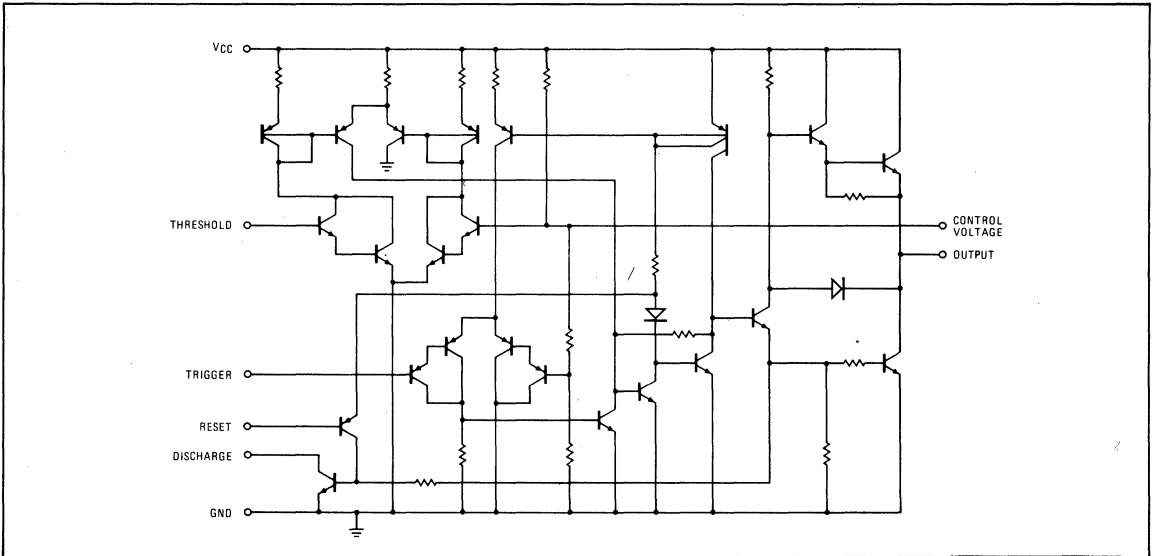 VCC
THRESHOLD
CONTROL
VOLTAGE
OUTPUT
TRIGGER
RESET
DISCHARGE
GND